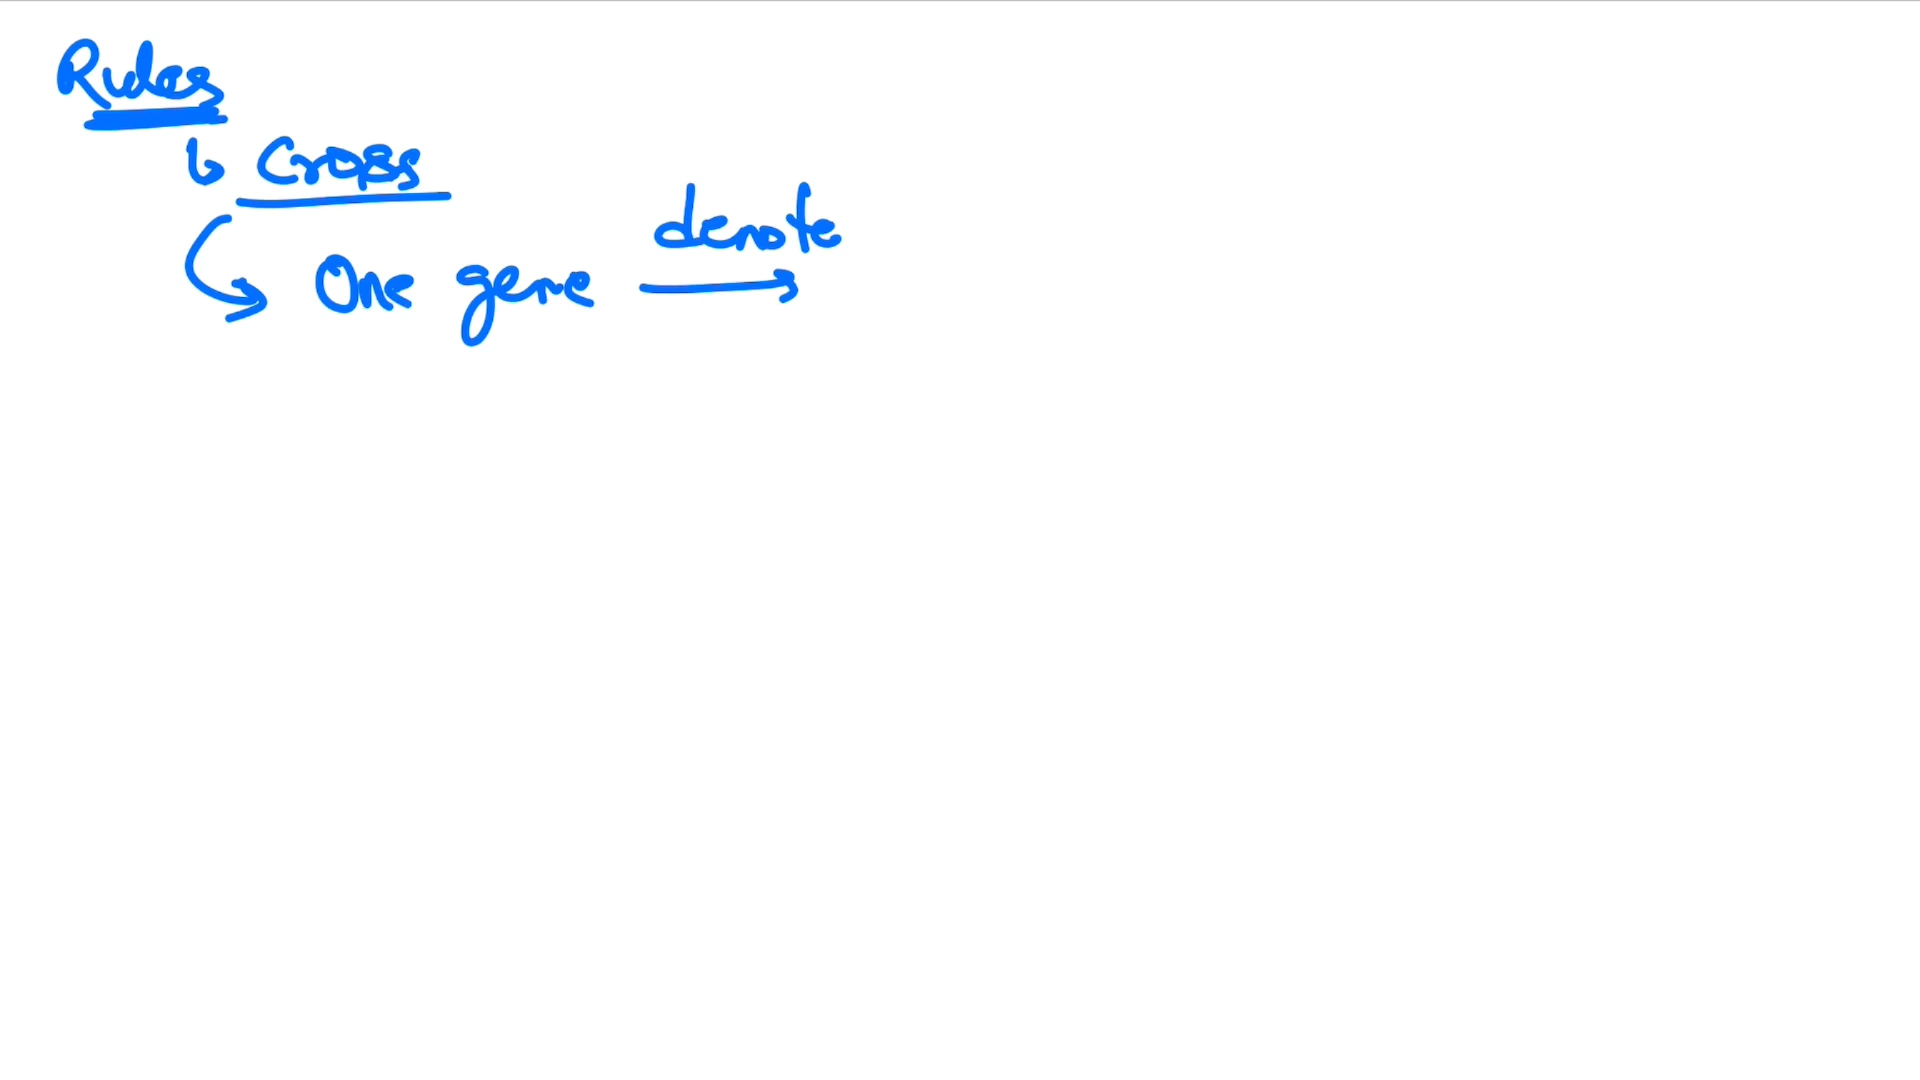 Rules
↳ Cross
↳ One gene denote →